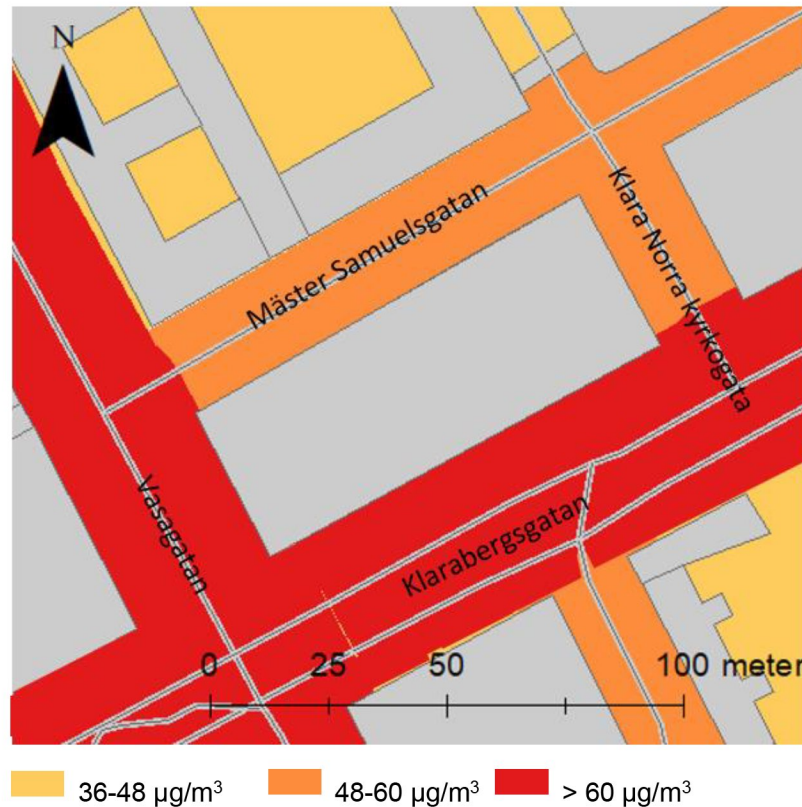 N
Mäster Samuelsgatan
Klara Norra kyrkogata
Vasagatan
Klarabergsgatan
0 25 50 100 meter
36-48 µg/m³ 48-60 µg/m³ > 60 µg/m³